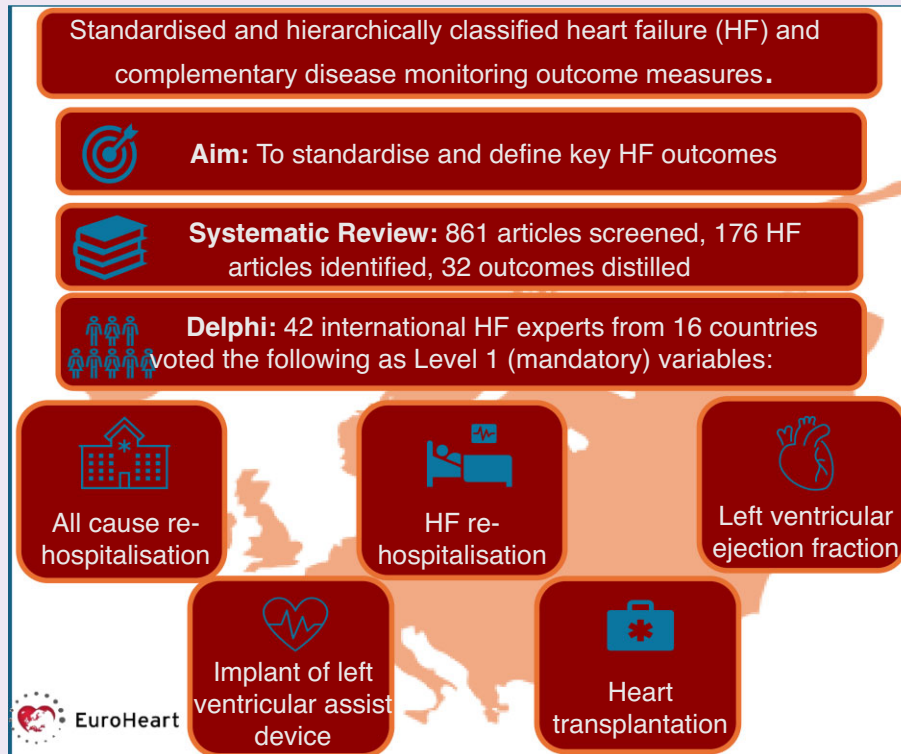 Standardised and hierarchically classified heart failure (HF) and
complementary disease monitoring outcome measures.
Aim: To standardise and define key HF outcomes
Systematic Review: 861 articles screened, 176 HF
articles identified, 32 outcomes distilled
Delphi: 42 international HF experts from 16 countries
voted the following as Level 1 (mandatory) variables:
All cause re-
hospitalisation
HF re-
hospitalisation
Left ventricular
ejection fraction
Implant of left
ventricular assist
device
Heart
transplantation
EuroHeart